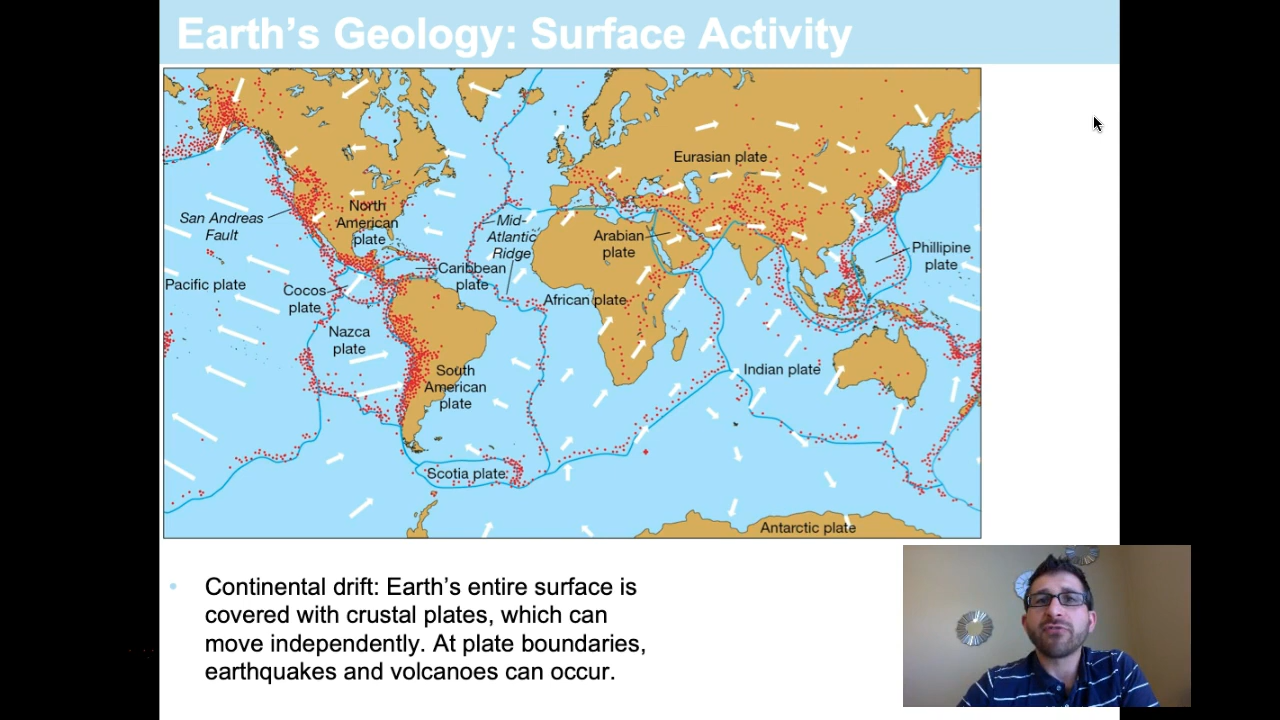 Earth’s Geology: Surface Activity
Eurasian plate
San Andreas
Fault
North
American
plate
Mid-
Atlantic
Ridge
Arabian
plate
Phillipine
plate
Pacific plate
Cocos
plate
Caribbean
plate
African plate
Nazca
plate
South
American
plate
Indian plate
Scotia plate
Antarctic plate
• Continental drift: Earth’s entire surface is
covered with crustal plates, which can
move independently. At plate boundaries,
earthquakes and volcanoes can occur.